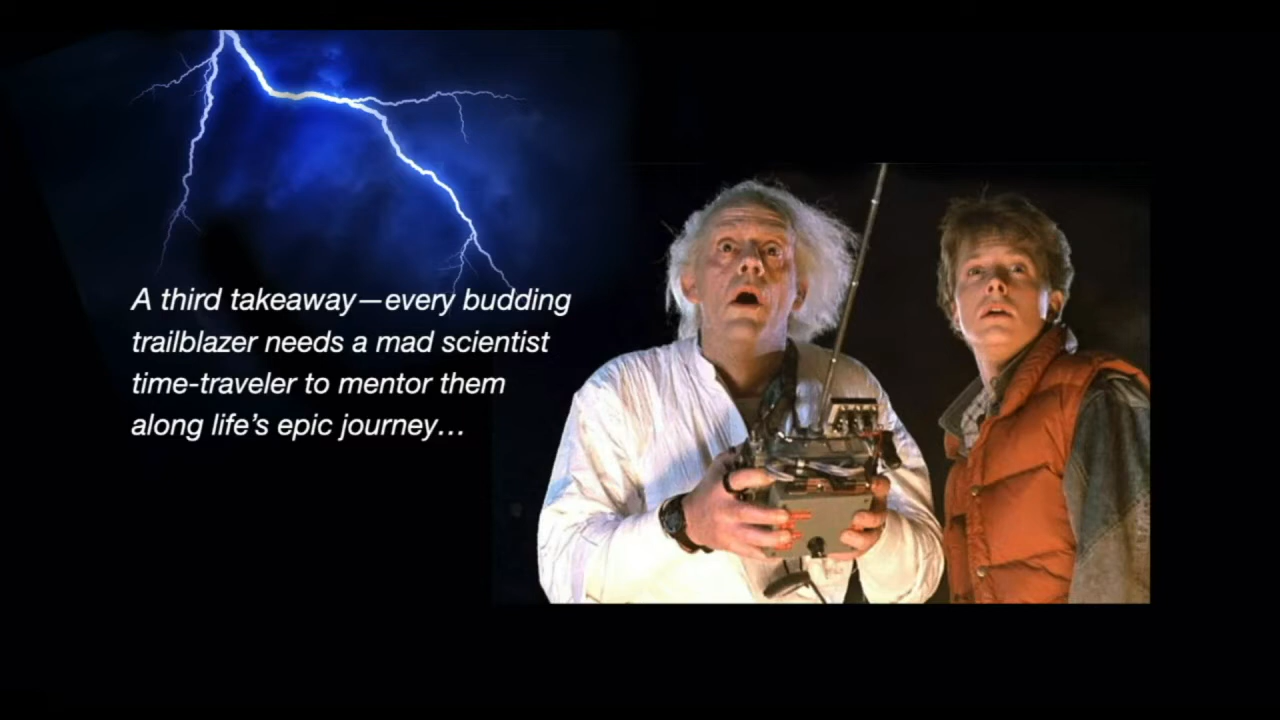 A third takeaway—every budding
trailblazer needs a mad scientist
time-traveler to mentor them
along life’s epic journey…